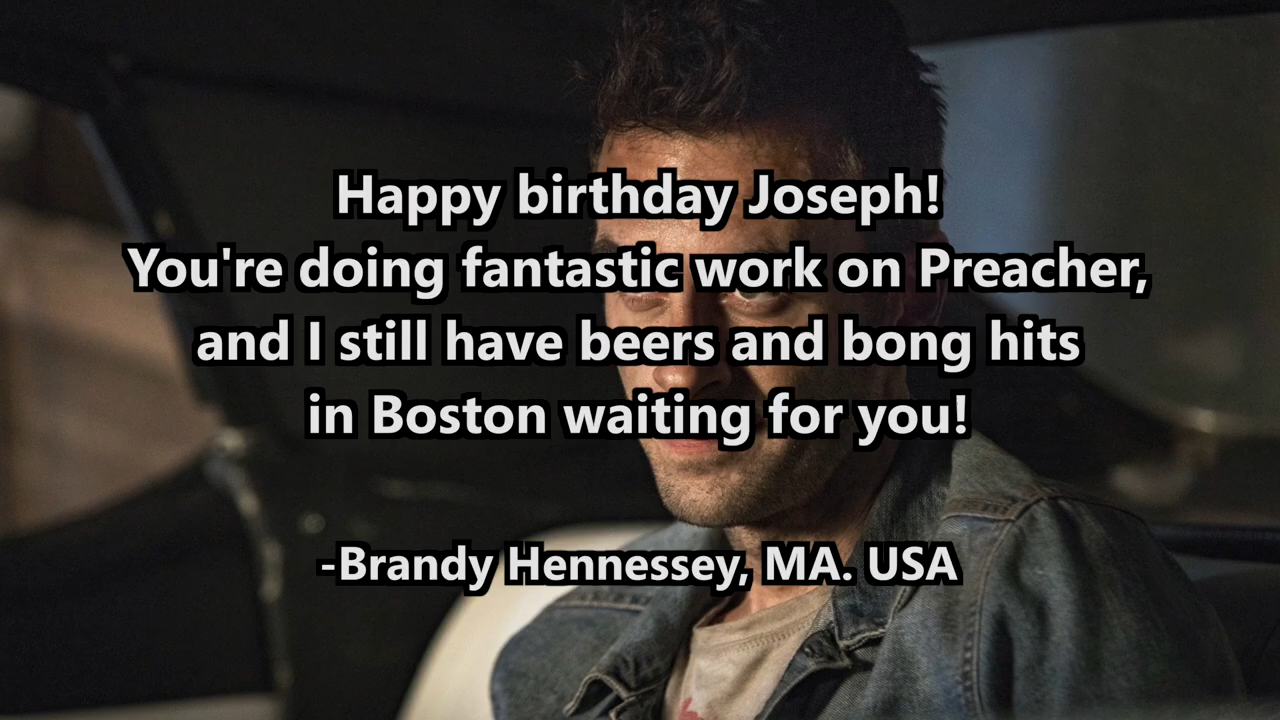 Happy birthday Joseph!
You're doing fantastic work on Preacher,
and I still have beers and bong hits
in Boston waiting for you!
-Brandy Hennessey, MA. USA